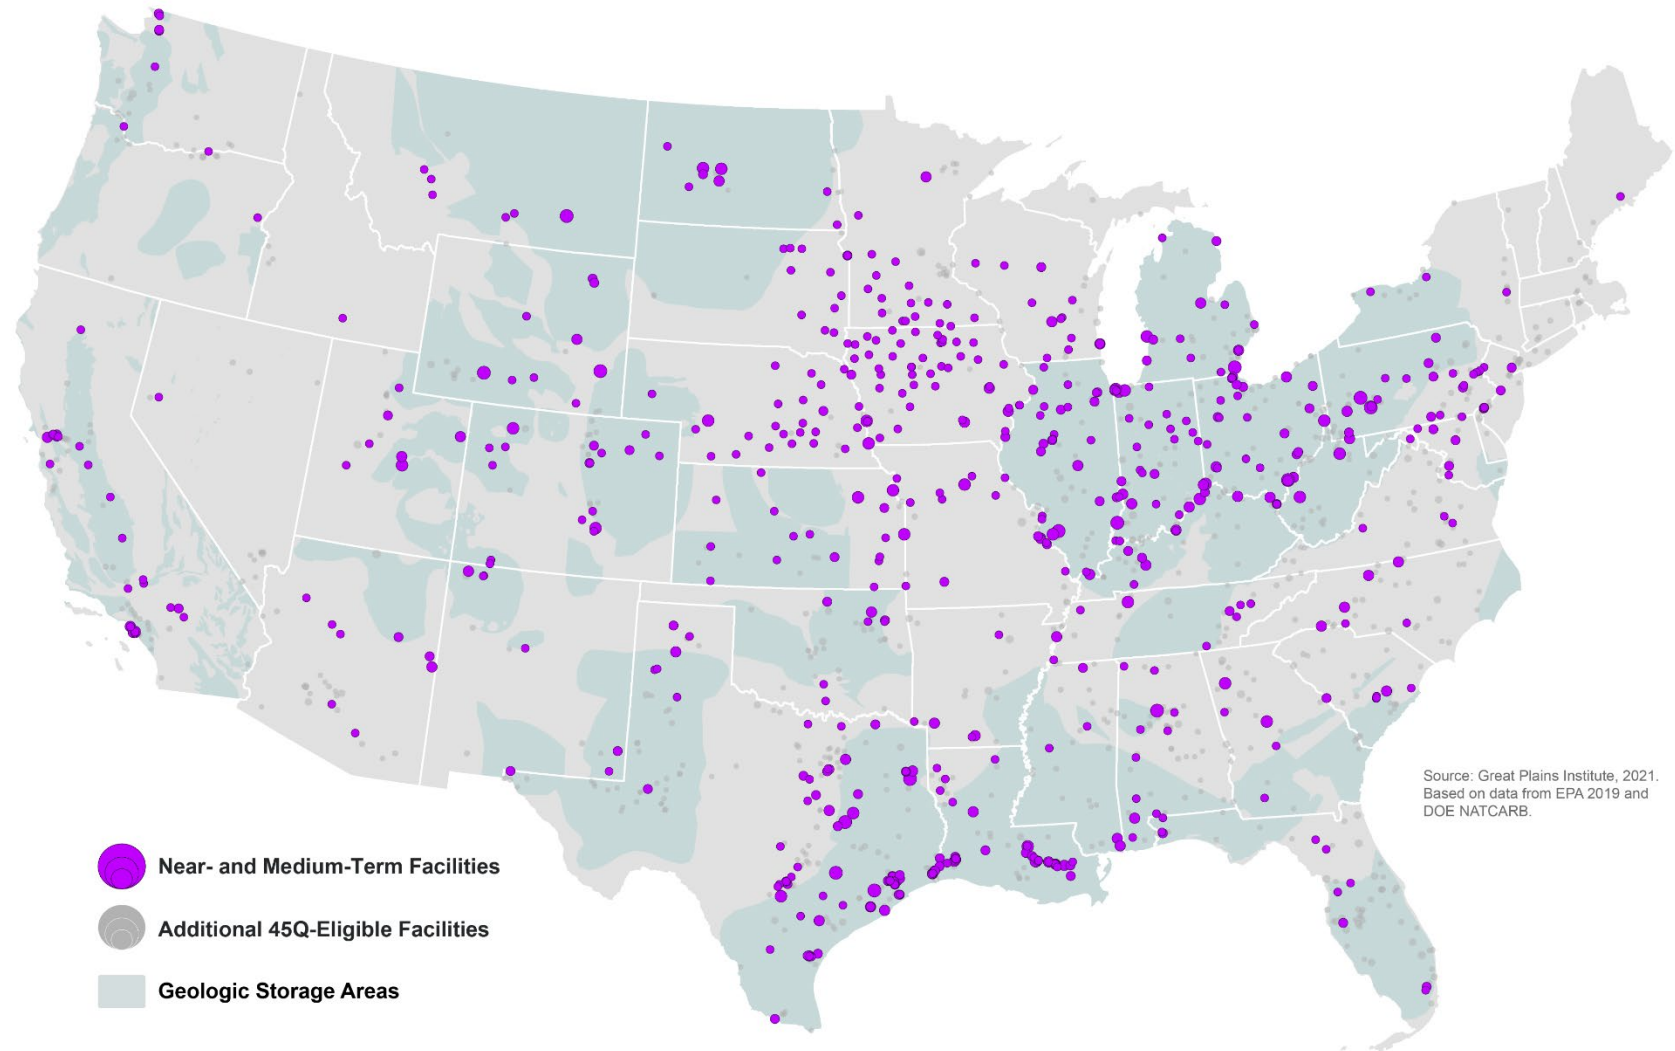 Source: Great Plains Institute, 2021.
Based on data from EPA 2019 and
DOE NATCARB.
Near- and Medium-Term Facilities
Additional 45Q-Eligible Facilities
Geologic Storage Areas